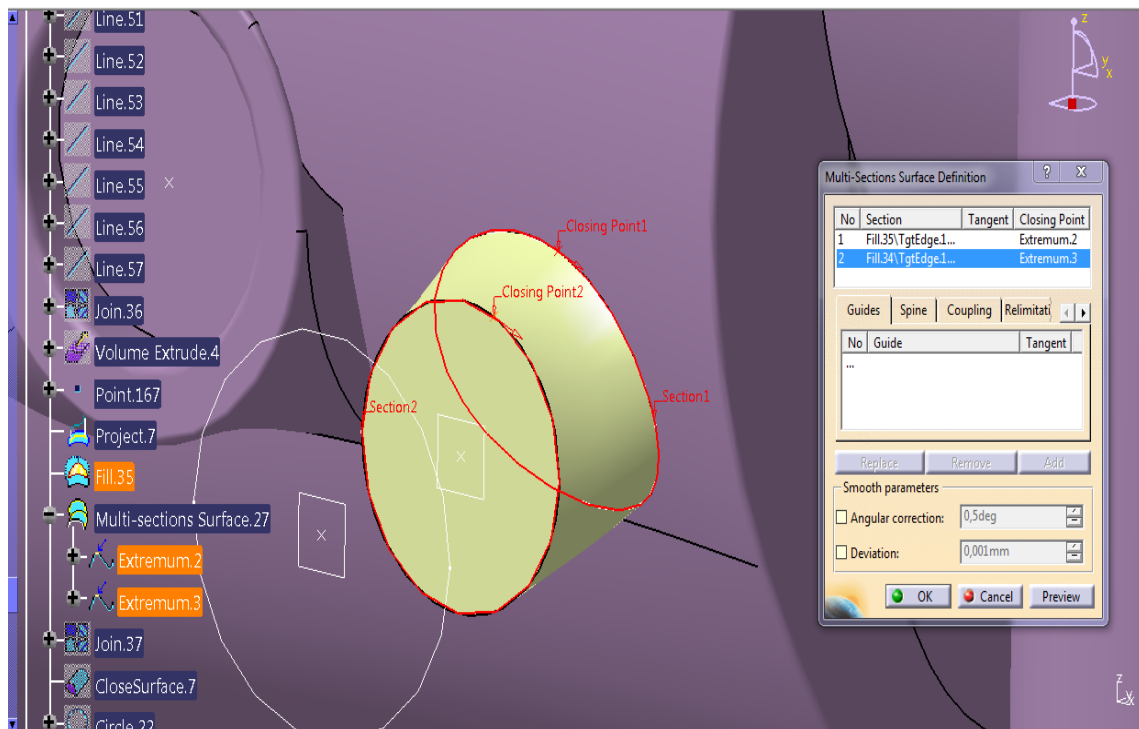 Line.51
Line.52
Line.53
Line.54
Line.55
Line.56
Line.57
Join.36
Volume Extrude.4
Point.167
Project.7
Fill.35
Multi-sections Surface.27
Extremum.2
Extremum.3
Join.37
CloseSurface.7
Circle.22
Closing Point1
Closing Point2
Section2
Section1
z
y
x
Multi-Sections Surface Definition
? X
No Section Tangent Closing Point
1 Fill.35\TgtEdge.1... Extremum.2
2 Fill.34\TgtEdge.1... Extremum.3
Guides Spine Coupling Relimitati
No Guide Tangent
...
Replace Remove Add
Smooth parameters
Angular correction: 0,5deg
Deviation: 0,001mm
OK Cancel Preview